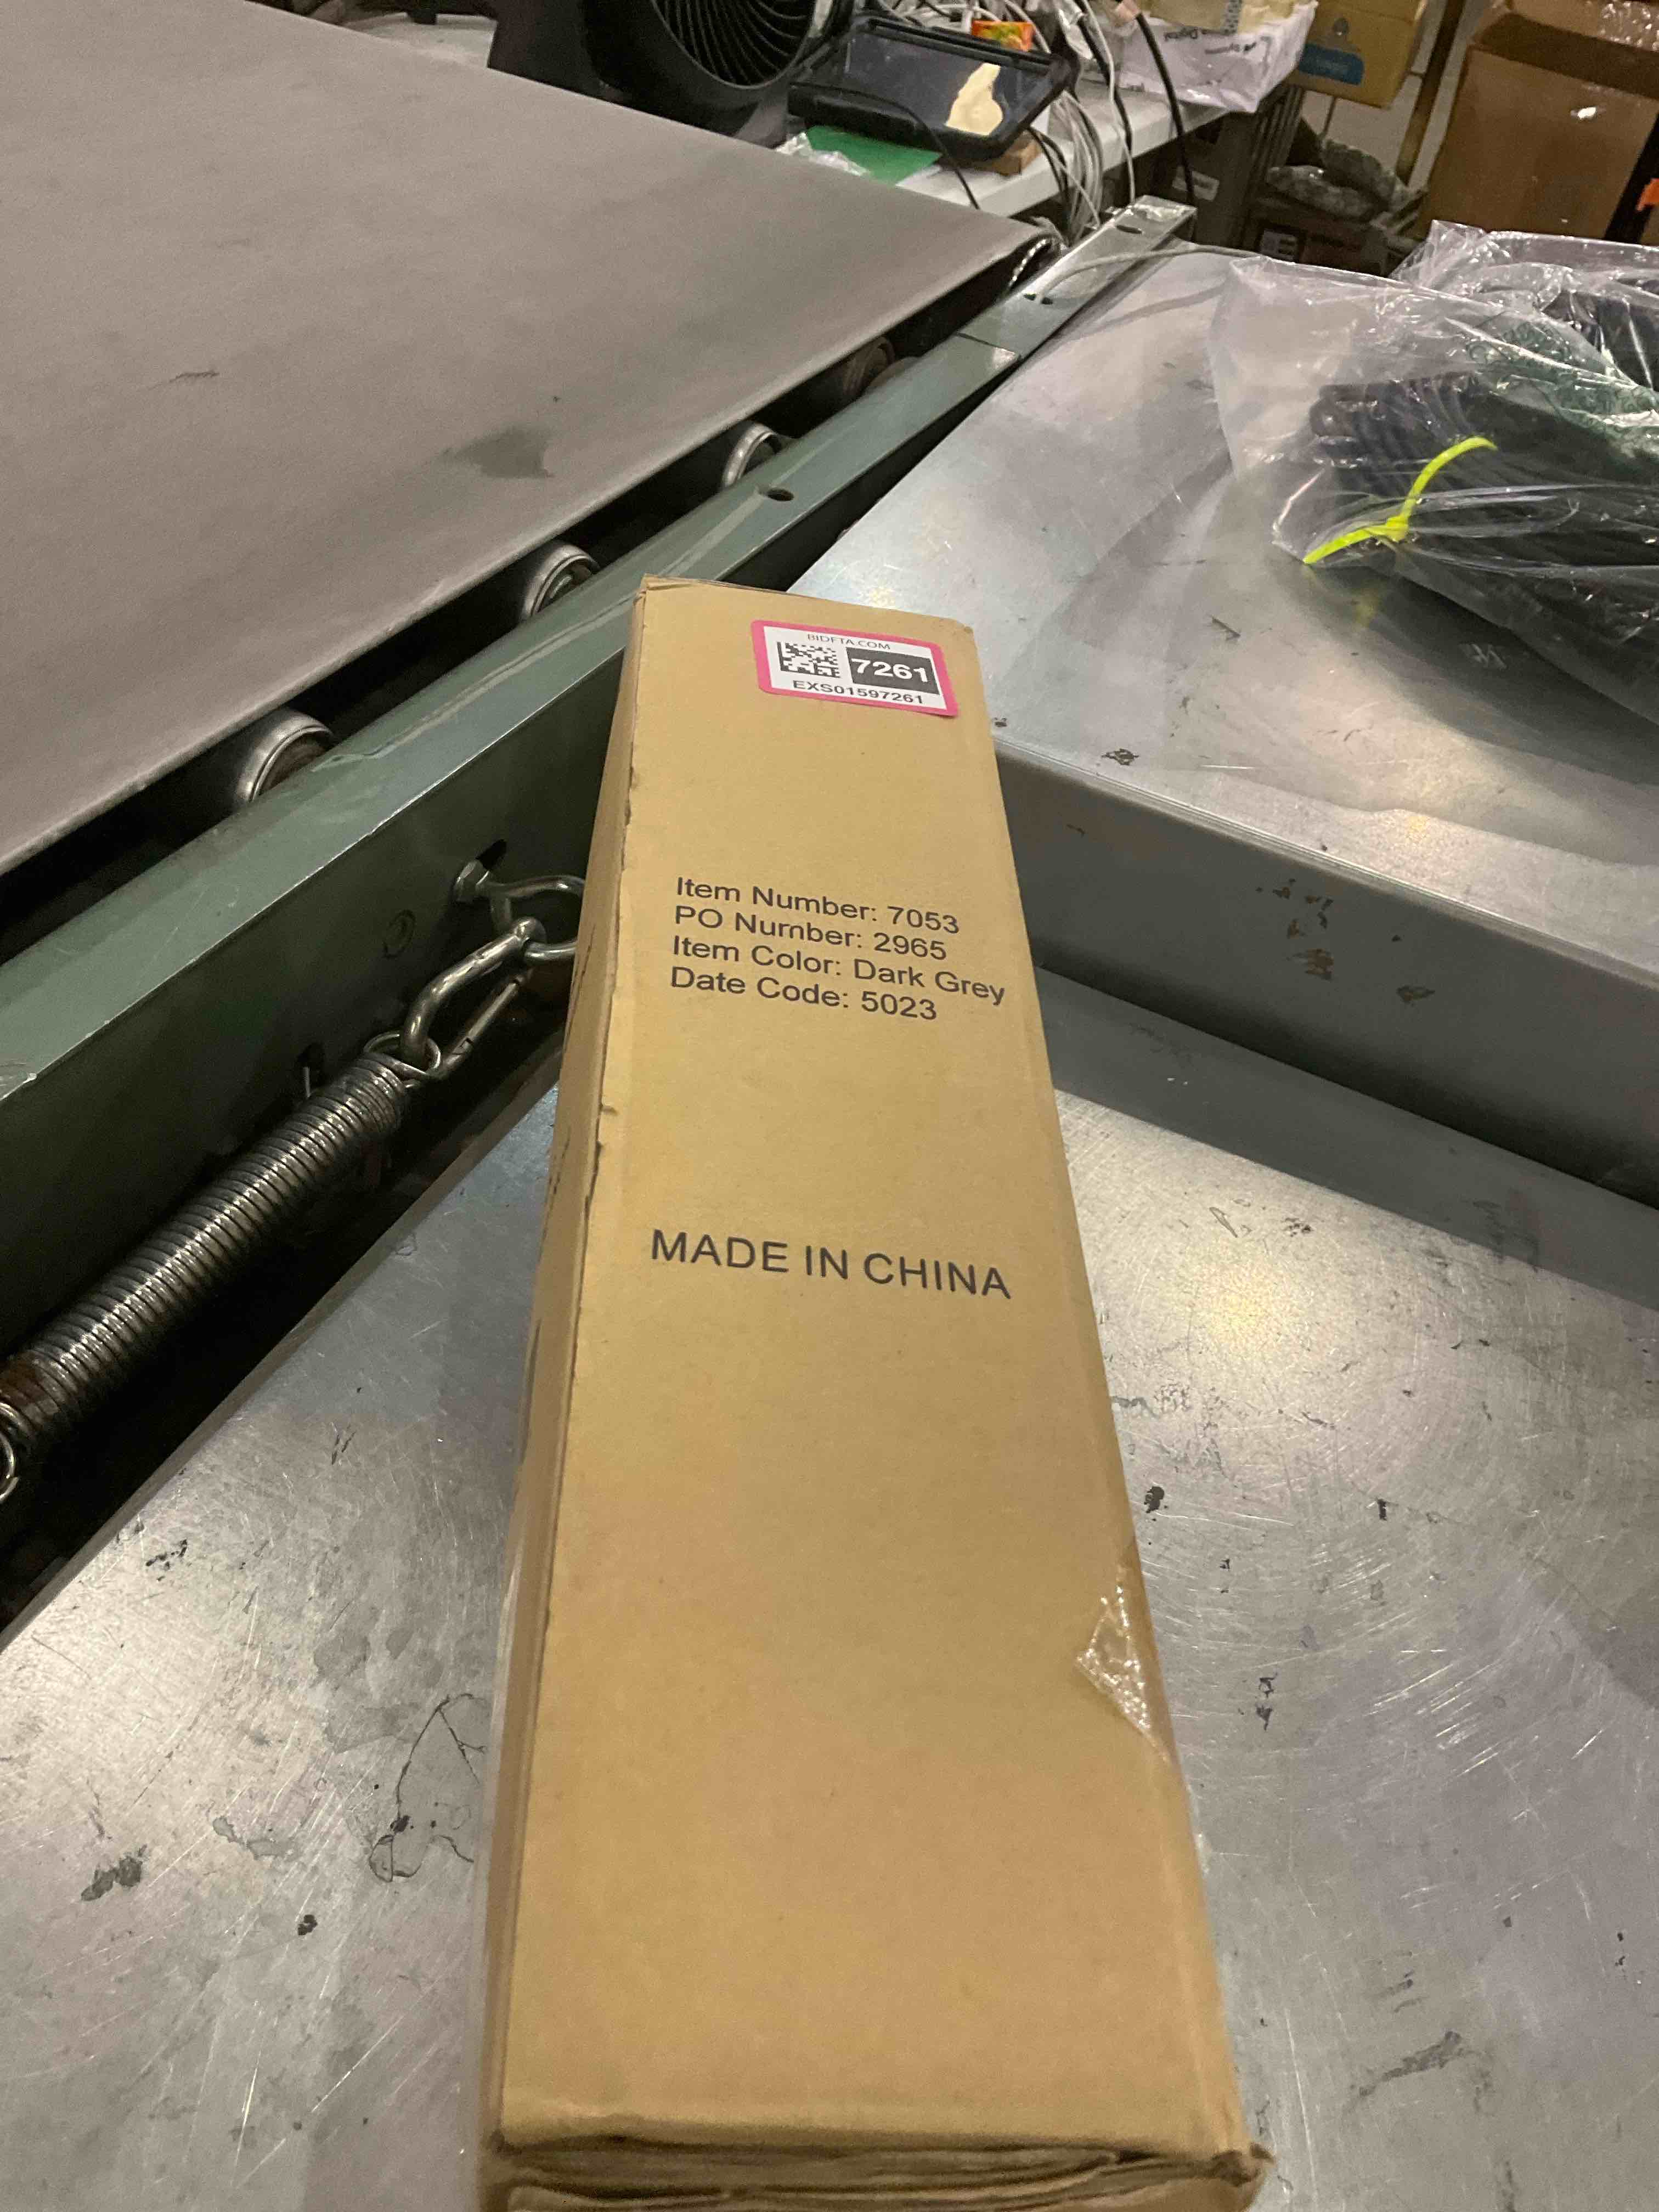 BIDFTA.COM
7261
EXS01597261
Item Number: 7053
PO Number: 2965
Item Color: Dark Grey
Date Code: 5023
MADE IN CHINA